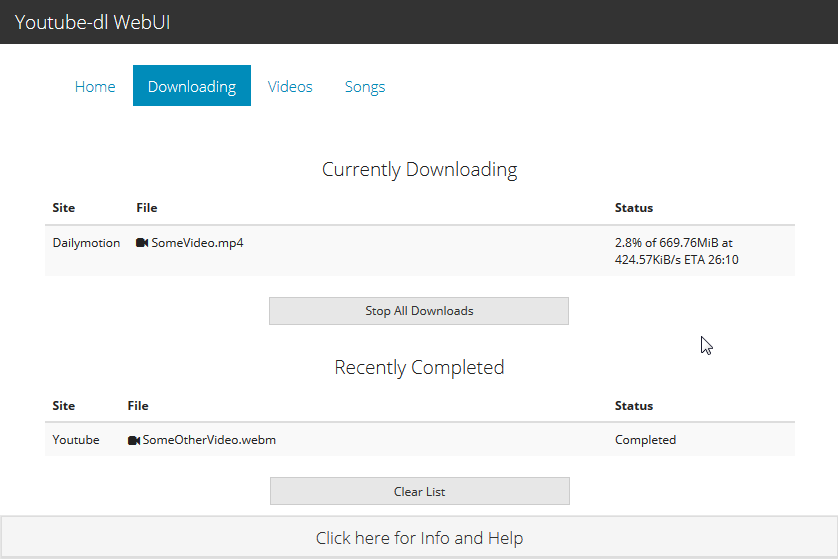 Youtube-dl WebUI
Home Downloading Videos Songs
Currently Downloading
Site File Status
Dailymotion SomeVideo.mp4 2.8% of 669.76MiB at
424.57KiB/s ETA 26:10
Stop All Downloads
Recently Completed
Site File Status
Youtube SomeOtherVideo.webm Completed
Clear List
Click here for Info and Help